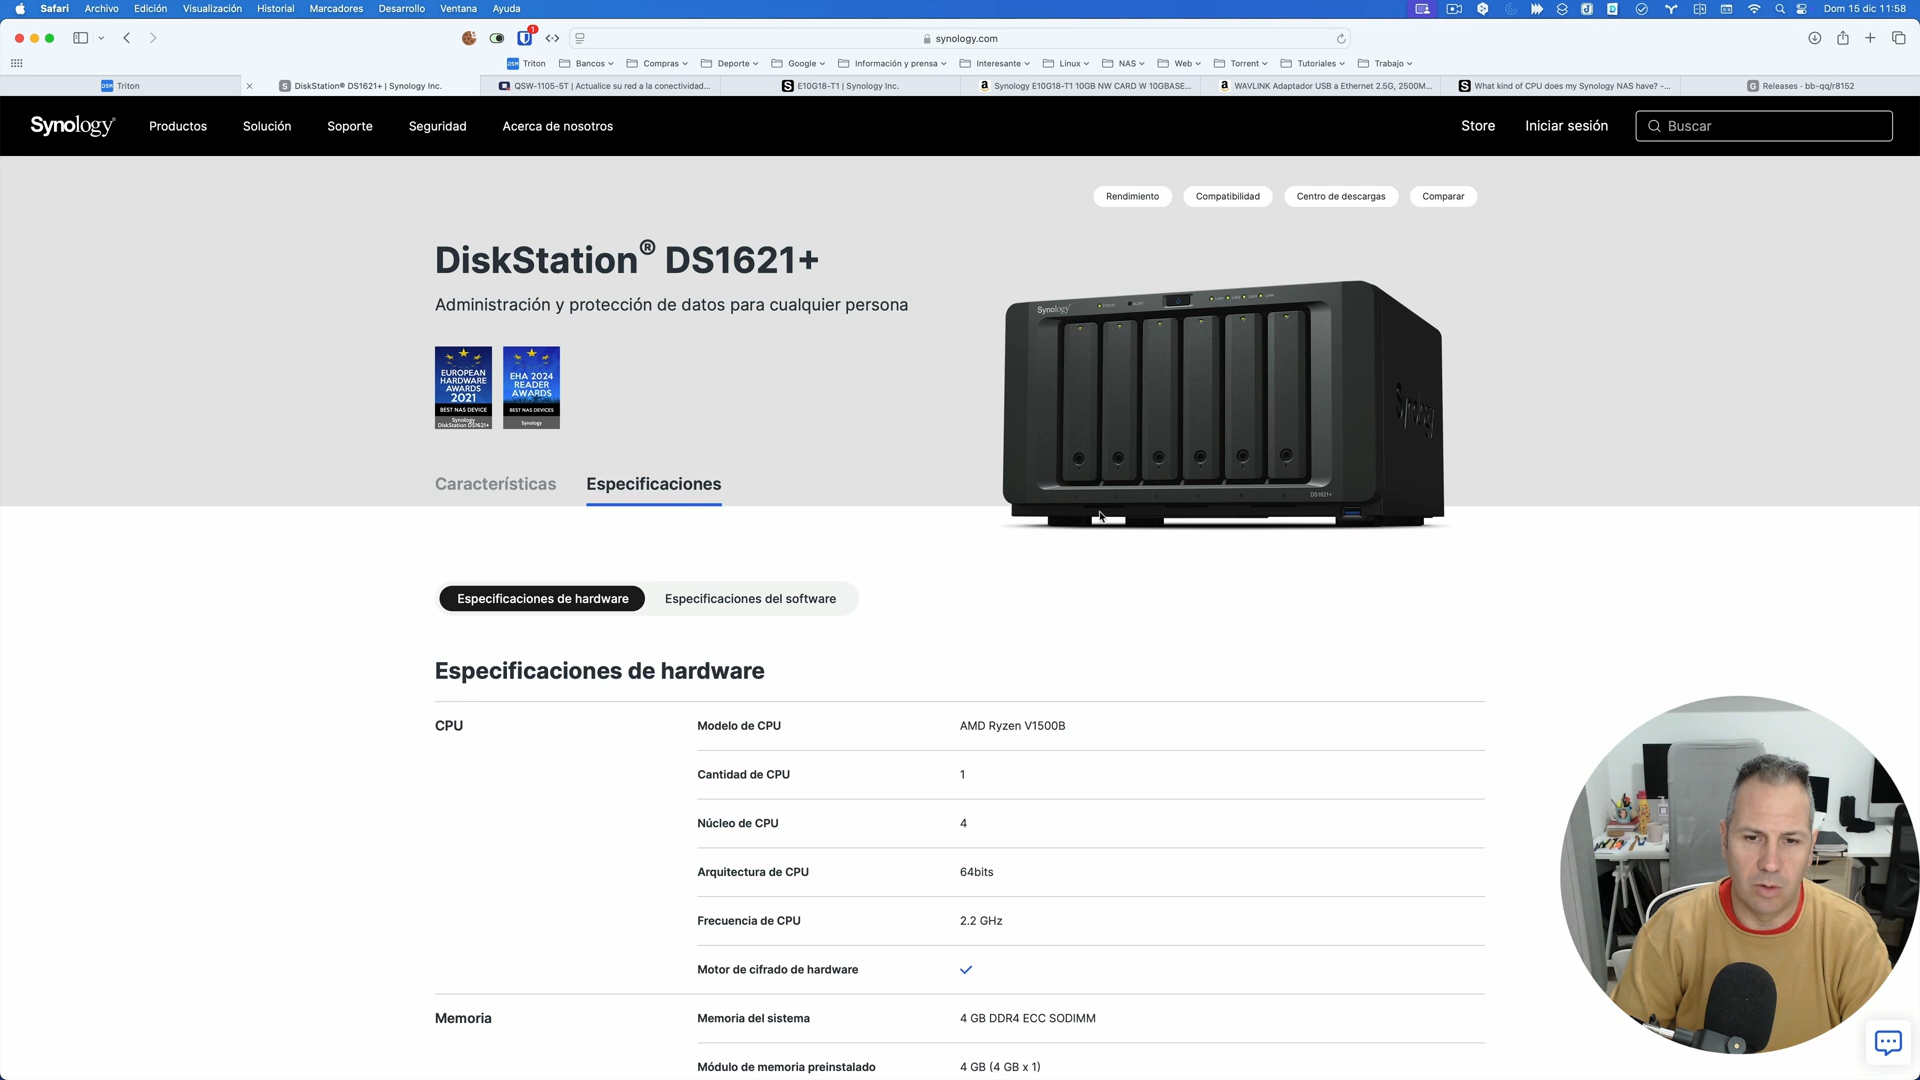 Safari Archivo Edición Visualización Historial Marcadores Desarrollo Ventana Ayuda
Dom 15 dic 11:58
1
synology.com
Triton Bancos Compras Deporte Google Información y prensa Interesante Linux NAS Web Torrent Tutoriales Trabajo
Triton
DiskStation® DS1621+ | Synology Inc.
QSW-1105-5T | Actualice su red a la conectividad...
E10G18-T1 | Synology Inc.
Synology E10G18-T1 10GB NW CARD W 10GBASE...
WAVLINK Adaptador USB a Ethernet 2.5G, 2500M...
What kind of CPU does my Synology NAS have? -...
Releases · bb-qq/r8152
Synology Productos Solución Soporte Seguridad Acerca de nosotros Store Iniciar sesión Buscar
Rendimiento Compatibilidad Centro de descargas Comparar
DiskStation® DS1621+
Administración y protección de datos para cualquier persona
EUROPEAN
HARDWARE
AWARDS
2021
BEST NAS DEVICE
Synology
DiskStation DS1621+
EHA 2024
READER
AWARDS
BEST NAS DEVICES
Synology
Synology
Synology
DS1621+
Características Especificaciones
Especificaciones de hardware Especificaciones del software
Especificaciones de hardware
CPU Modelo de CPU AMD Ryzen V1500B
Cantidad de CPU 1
Núcleo de CPU 4
Arquitectura de CPU 64bits
Frecuencia de CPU 2.2 GHz
Motor de cifrado de hardware
Memoria Memoria del sistema 4 GB DDR4 ECC SODIMM
Módulo de memoria preinstalado 4 GB (4 GB x 1)